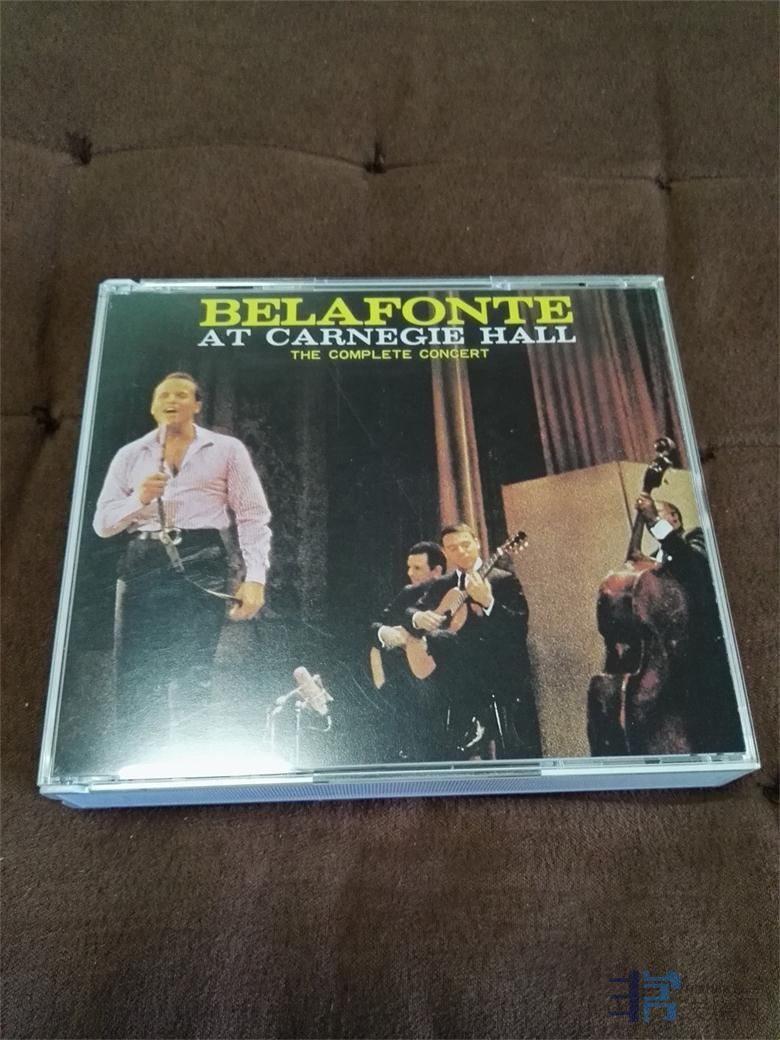 BELAFONTE
AT CARNEGIE HALL
THE COMPLETE CONCERT